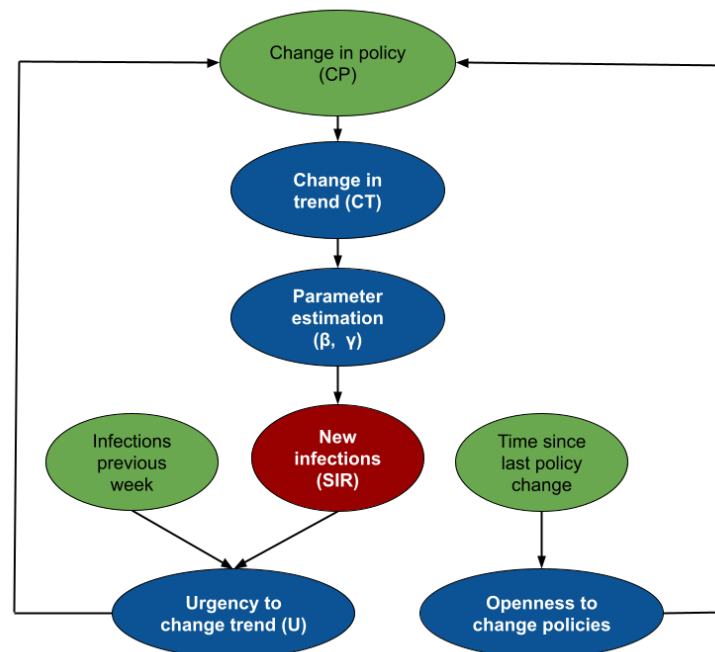 Change in policy
(CP)
Change in
trend (CT)
Parameter
estimation
(β, γ)
Infections
previous
week
New
infections
(SIR)
Time since
last policy
change
Urgency to
change trend (U)
Openness to
change policies